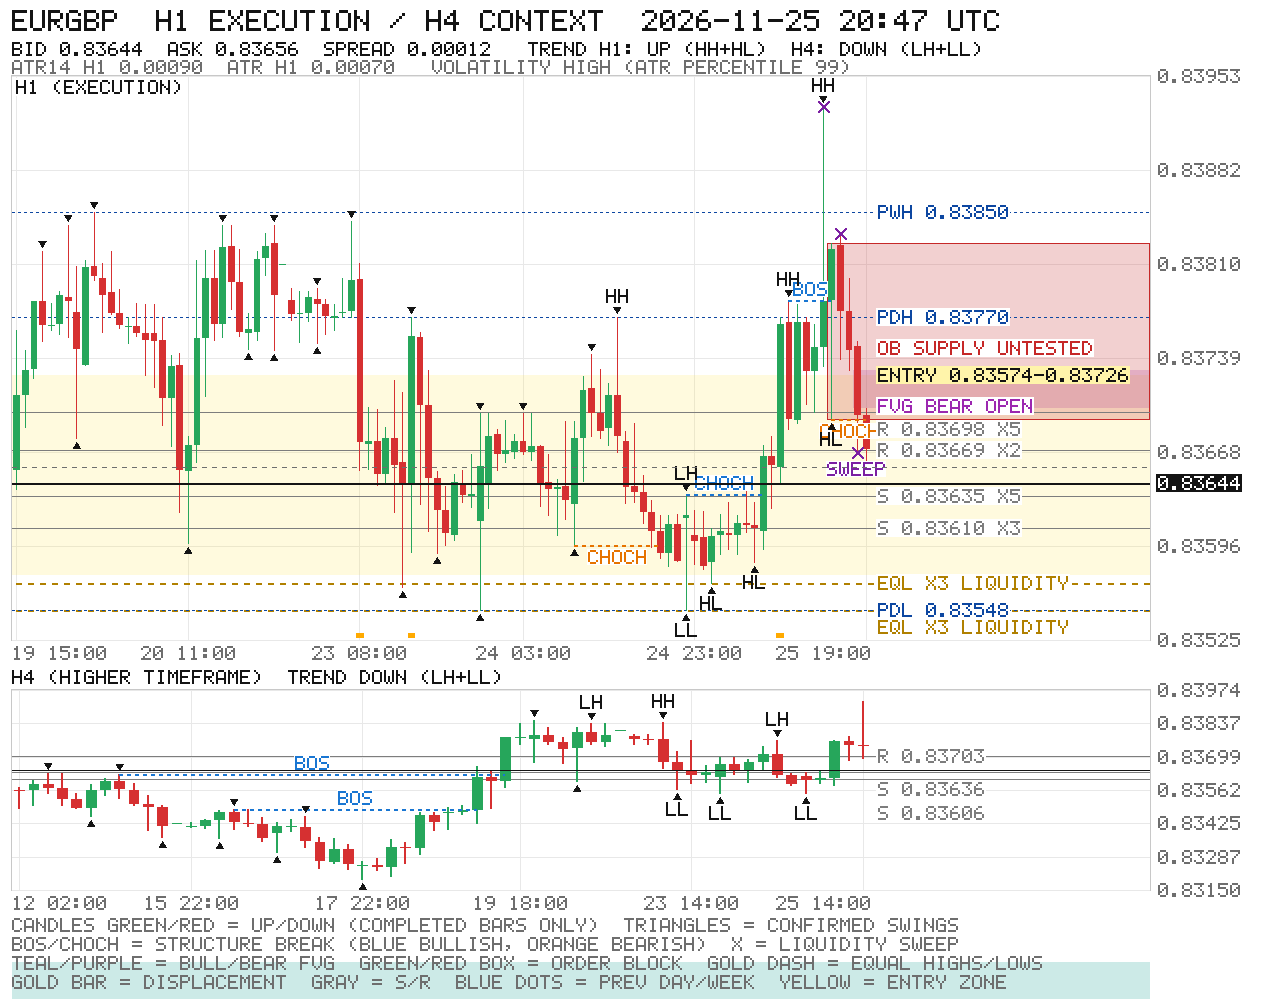 EURGBP  H1 EXECUTION / H4 CONTEXT  2026-11-25 20:47 UTC
BID 0.83644  ASK 0.83656  SPREAD 0.00012   TREND H1: UP (HH+HL)  H4: DOWN (LH+LL)
ATR14 H1 0.00090  ATR H1 0.00070   VOLATILITY HIGH (ATR PERCENTILE 99)
0.83953
H1 (EXECUTION)
HH
0.83882
PWH 0.83850
0.83810
HH
BOS
HH
PDH 0.83770
OB SUPPLY UNTESTED
0.83739
ENTRY 0.83574-0.83726
FVG BEAR OPEN
CHOCH
R 0.83698 X5
HL
R 0.83669 X2
0.83668
SWEEP
LH
CHOCH
0.83644
S 0.83635 X5
S 0.83610 X3
0.83596
CHOCH
HL
EQL X3 LIQUIDITY
HL
PDL 0.83548
LL
EQL X3 LIQUIDITY
0.83525
19 15:00  20 11:00  23 08:00  24 03:00  24 23:00  25 19:00
H4 (HIGHER TIMEFRAME)  TREND DOWN (LH+LL)
0.83974
LH
HH
LH
0.83837
BOS
R 0.83703
0.83699
S 0.83636
0.83562
BOS
LL
LL
LL
S 0.83606
0.83425
0.83287
0.83150
12 02:00  15 22:00  17 22:00  19 18:00  23 14:00  25 14:00
CANDLES GREEN/RED = UP/DOWN (COMPLETED BARS ONLY)  TRIANGLES = CONFIRMED SWINGS
BOS/CHOCH = STRUCTURE BREAK (BLUE BULLISH, ORANGE BEARISH)  X = LIQUIDITY SWEEP
TEAL/PURPLE = BULL/BEAR FVG  GREEN/RED BOX = ORDER BLOCK  GOLD DASH = EQUAL HIGHS/LOWS
GOLD BAR = DISPLACEMENT  GRAY = S/R  BLUE DOTS = PREV DAY/WEEK  YELLOW = ENTRY ZONE